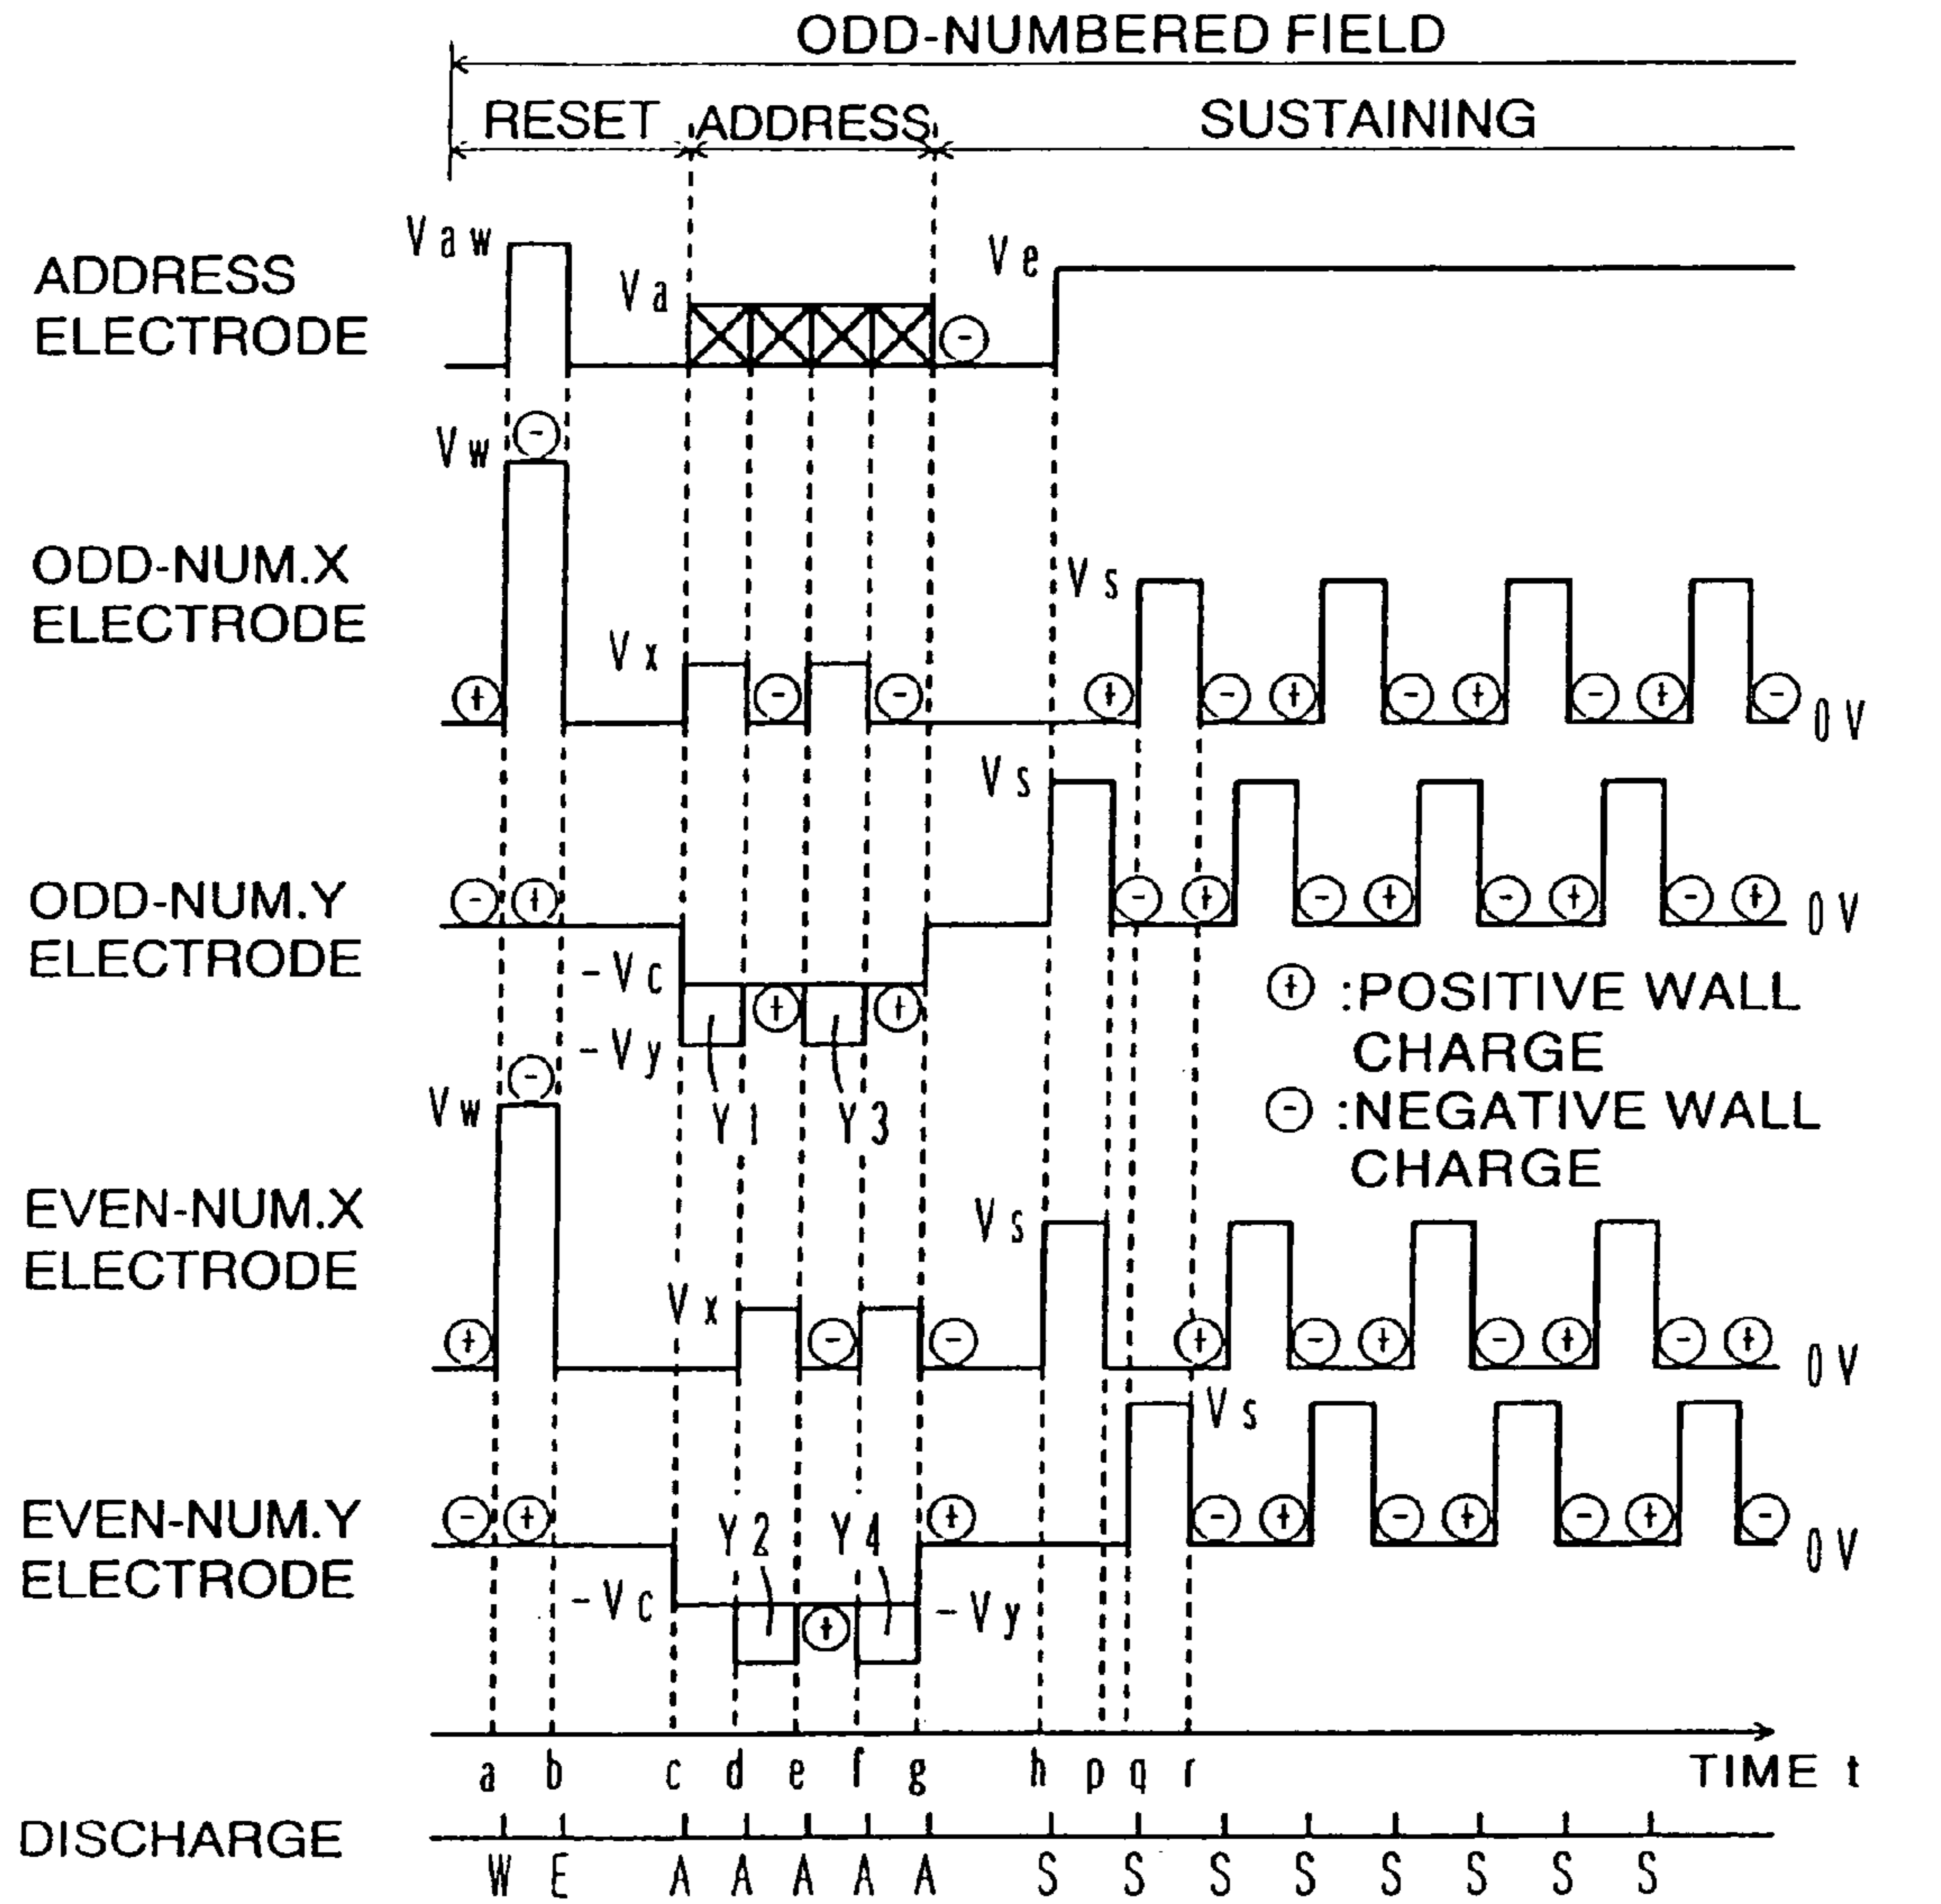 ODD-NUMBERED FIELD
RESET ADDRESS SUSTAINING
Vaw
Va
Ve
ADDRESS
ELECTRODE
-
Vw
-
ODD-NUM.X
ELECTRODE
Vx
Vs
+ - - + - + - + - + -
0V
Vs
ODD-NUM.Y
ELECTRODE
- + - + - + - + - +
0V
-Vc
+ +
-Vy
Y1 Y3
+ :POSITIVE WALL
CHARGE
- :NEGATIVE WALL
CHARGE
Vw
-
EVEN-NUM.X
ELECTRODE
Vx
Vs
+ - - + - + - + - +
0V
Vs
EVEN-NUM.Y
ELECTRODE
- + + - + - + - + -
0V
Y2 Y4
-Vc
+
-Vy
a b c d e f g h p q r
TIME t
DISCHARGE
W E A A A A A S S S S S S S S